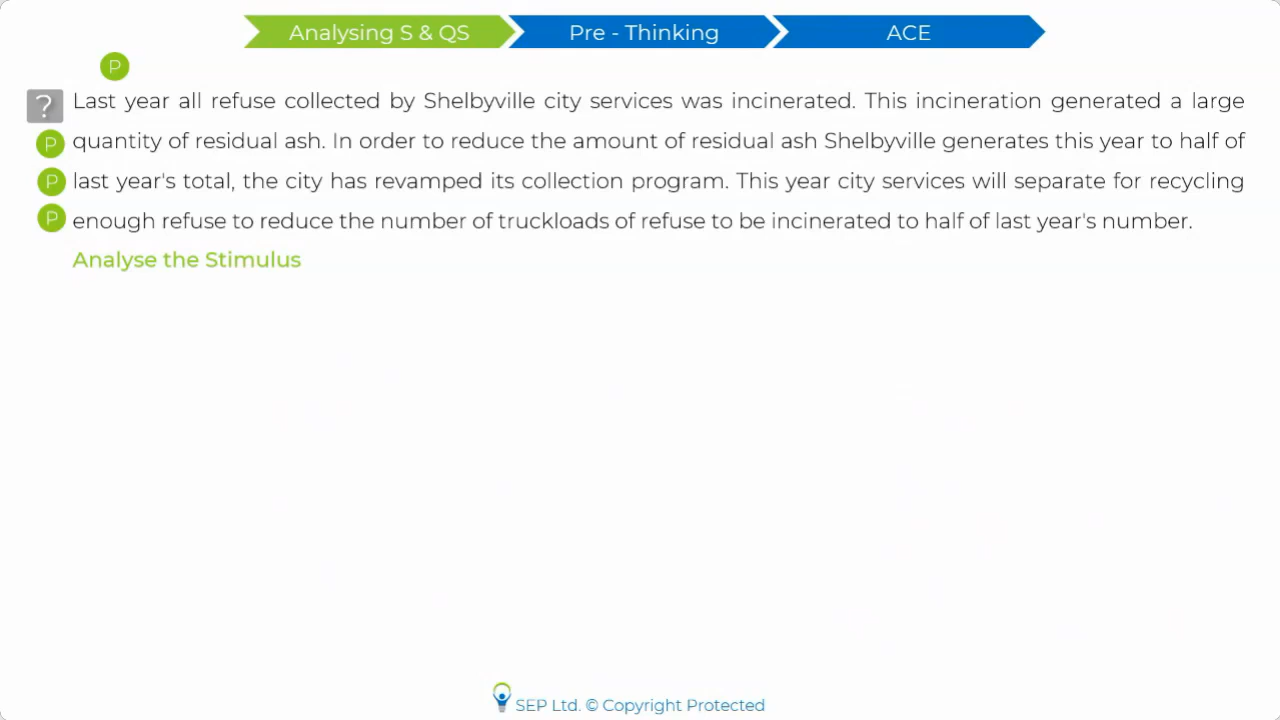 Analysing S & QS
Pre - Thinking
ACE
P
? Last year all refuse collected by Shelbyville city services was incinerated. This incineration generated a large
P quantity of residual ash. In order to reduce the amount of residual ash Shelbyville generates this year to half of
P last year's total, the city has revamped its collection program. This year city services will separate for recycling
P enough refuse to reduce the number of truckloads of refuse to be incinerated to half of last year's number.
Analyse the Stimulus
SEP Ltd. © Copyright Protected